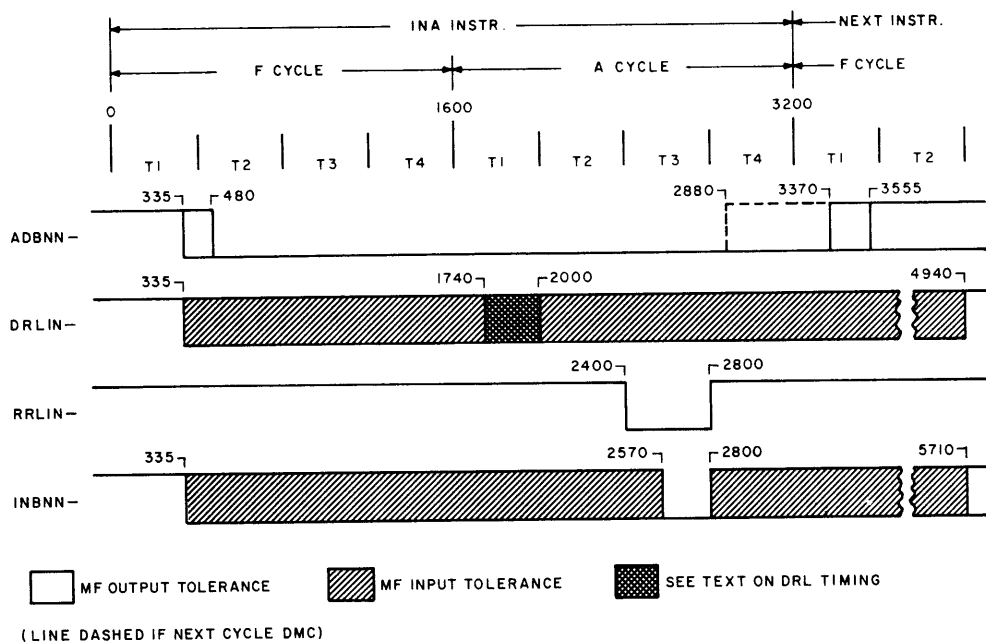 INA INSTR. NEXT INSTR.
F CYCLE A CYCLE F CYCLE
0 1600 3200
T1 T2 T3 T4 T1 T2 T3 T4 T1 T2
335 480 2880 3370 3555
ADBNN-
335 1740 2000 4940
DRLIN-
2400 2800
RRLIN-
335 2570 2800 5710
INBNN-
MF OUTPUT TOLERANCE MF INPUT TOLERANCE SEE TEXT ON DRL TIMING
(LINE DASHED IF NEXT CYCLE DMC)